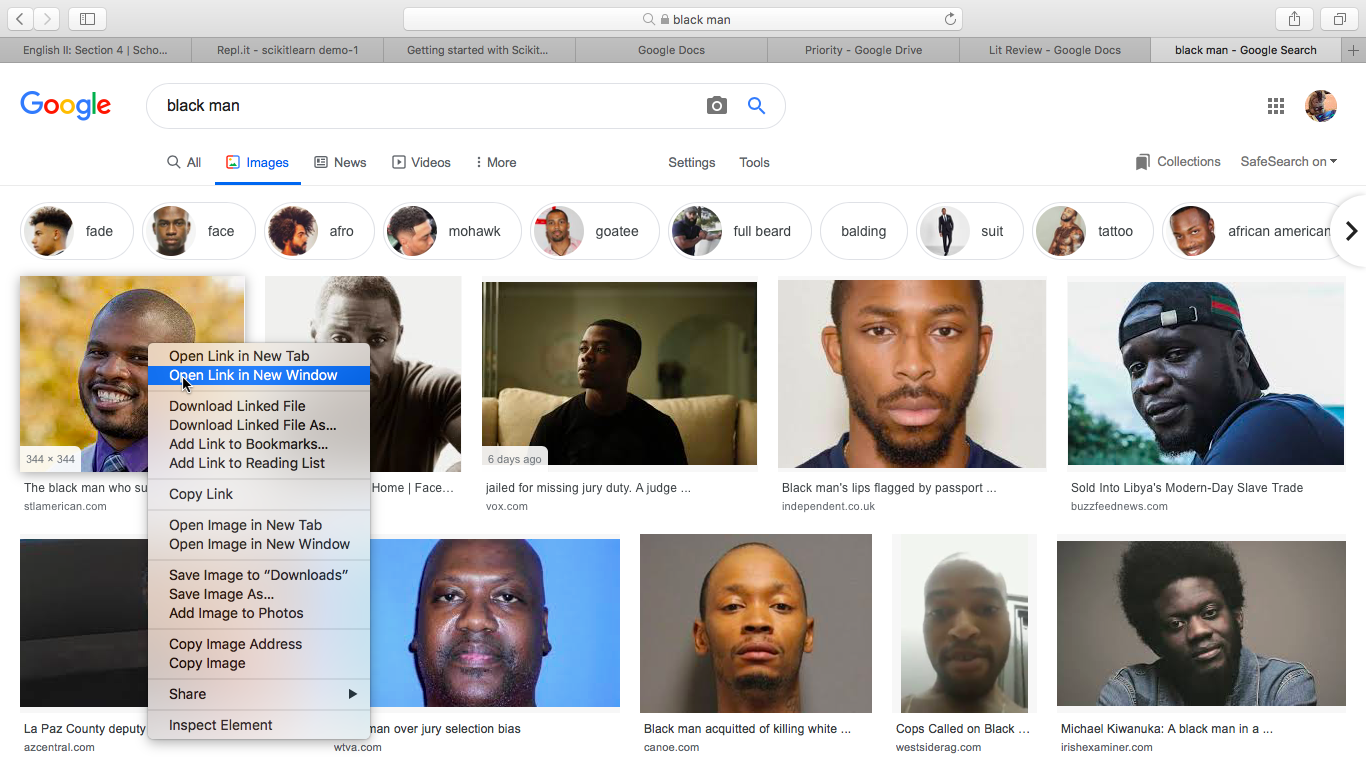 black man
English II: Section 4 | Scho...
Repl.it - scikitlearn demo-1
Getting started with Scikit...
Google Docs
Priority - Google Drive
Lit Review - Google Docs
black man - Google Search
Google
black man
All
Images
News
Videos
More
Settings
Tools
Collections
SafeSearch on
fade
face
afro
mohawk
goatee
full beard
balding
suit
tattoo
african american
344 × 344
6 days ago
The black man who su
Home | Face...
jailed for missing jury duty. A judge ...
Black man's lips flagged by passport ...
Sold Into Libya's Modern-Day Slave Trade
stlamerican.com
vox.com
independent.co.uk
buzzfeednews.com
Open Link in New Tab
Open Link in New Window
Download Linked File
Download Linked File As...
Add Link to Bookmarks...
Add Link to Reading List
Copy Link
Open Image in New Tab
Open Image in New Window
Save Image to “Downloads”
Save Image As...
Add Image to Photos
Copy Image Address
Copy Image
Share
Inspect Element
La Paz County deputy
man over jury selection bias
Black man acquitted of killing white ...
Cops Called on Black ...
Michael Kiwanuka: A black man in a ...
azcentral.com
wtva.com
canoe.com
westsiderag.com
irishexaminer.com